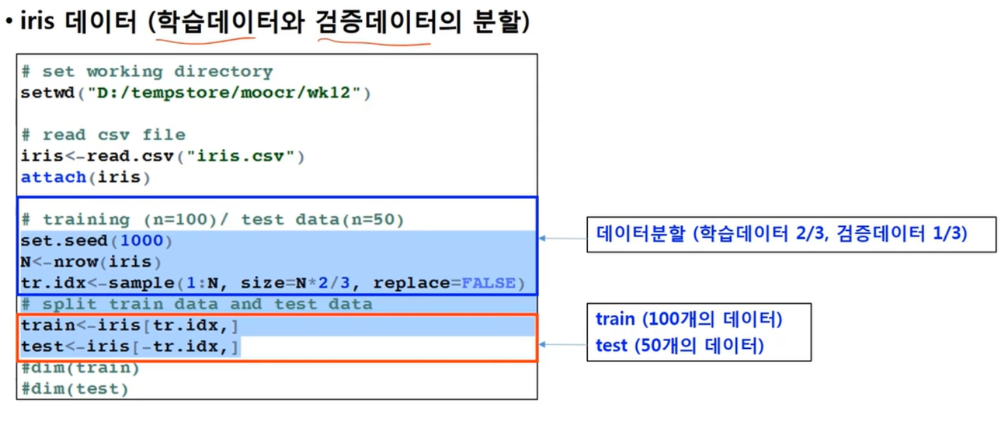 • iris 데이터 (학습데이터와 검증데이터의 분할)
# set working directory
setwd("D:/tempstore/moocr/wk12")
# read csv file
iris<-read.csv("iris.csv")
attach(iris)
# training (n=100)/ test data(n=50)
set.seed(1000)
N<-nrow(iris)
tr.idx<-sample(1:N, size=N*2/3, replace=FALSE)
# split train data and test data
train<-iris[tr.idx,]
test<-iris[-tr.idx,]
#dim(train)
#dim(test)
데이터분할 (학습데이터 2/3, 검증데이터 1/3)
train (100개의 데이터)
test (50개의 데이터)